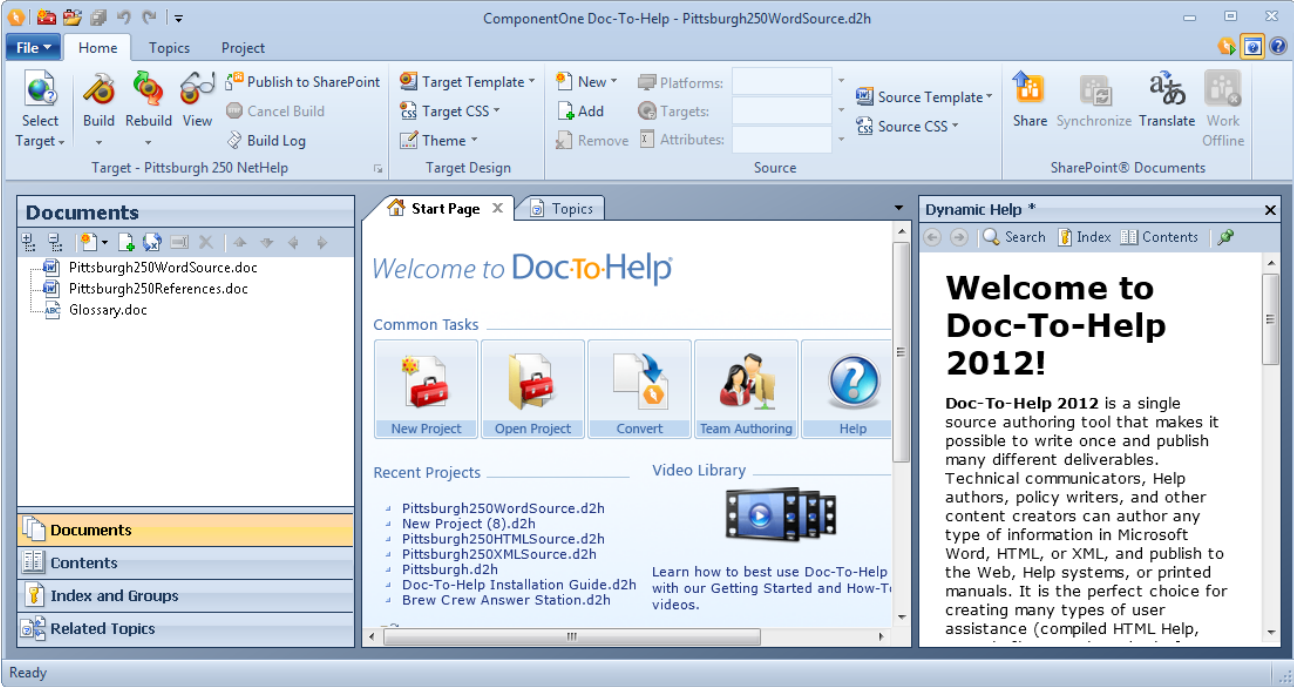 ComponentOne Doc-To-Help - Pittsburgh250WordSource.d2h
File Home Topics Project
Select Target
Build
Rebuild
View
Publish to SharePoint
Cancel Build
Build Log
Target - Pittsburgh 250 NetHelp
Target Template
Target CSS
Theme
Target Design
New
Add
Remove
Platforms:
Targets:
Attributes:
Source Template
Source CSS
Source
Share
Synchronize
Translate
Work
Offline
SharePoint® Documents
Documents
Pittsburgh250WordSource.doc
Pittsburgh250References.doc
ABC Glossary.doc
Documents
Contents
Index and Groups
Related Topics
Start Page X Topics
Welcome to Doc-To-Help®
Common Tasks
New Project
Open Project
Convert
Team Authoring
Help
Recent Projects
Pittsburgh250WordSource.d2h
New Project (8).d2h
Pittsburgh250HTMLSource.d2h
Pittsburgh250XMLSource.d2h
Pittsburgh.d2h
Doc-To-Help Installation Guide.d2h
Brew Crew Answer Station.d2h
Video Library
Learn how to best use Doc-To-Help
with our Getting Started and How-To
videos.
Dynamic Help *
Search Index Contents
Welcome to
Doc-To-Help
2012!
Doc-To-Help 2012 is a single
source authoring tool that makes it
possible to write once and publish
many different deliverables.
Technical communicators, Help
authors, policy writers, and other
content creators can author any
type of information in Microsoft
Word, HTML, or XML, and publish to
the Web, Help systems, or printed
manuals. It is the perfect choice for
creating many types of user
assistance (compiled HTML Help,
Ready